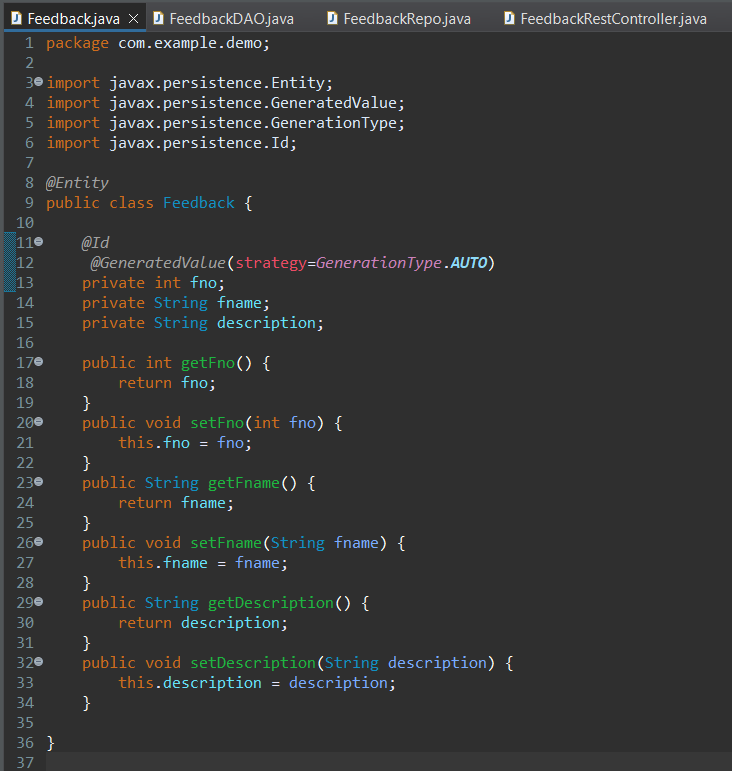 Feedback.java FeedbackDAO.java FeedbackRepo.java FeedbackRestController.java
1 package com.example.demo;
2
3 import javax.persistence.Entity;
4 import javax.persistence.GeneratedValue;
5 import javax.persistence.GenerationType;
6 import javax.persistence.Id;
7
8 @Entity
9 public class Feedback {
10
11     @Id
12      @GeneratedValue(strategy=GenerationType.AUTO)
13     private int fno;
14     private String fname;
15     private String description;
16
17     public int getFno() {
18         return fno;
19     }
20     public void setFno(int fno) {
21         this.fno = fno;
22     }
23     public String getFname() {
24         return fname;
25     }
26     public void setFname(String fname) {
27         this.fname = fname;
28     }
29     public String getDescription() {
30         return description;
31     }
32     public void setDescription(String description) {
33         this.description = description;
34     }
35
36 }
37